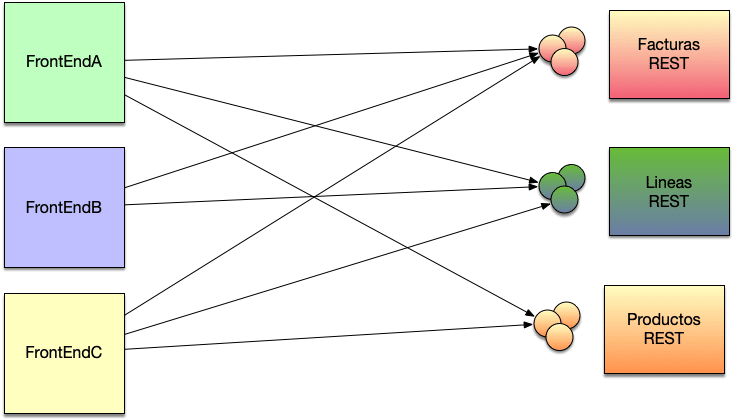 FrontEndA
Facturas
REST
FrontEndB
Lineas
REST
FrontEndC
Productos
REST